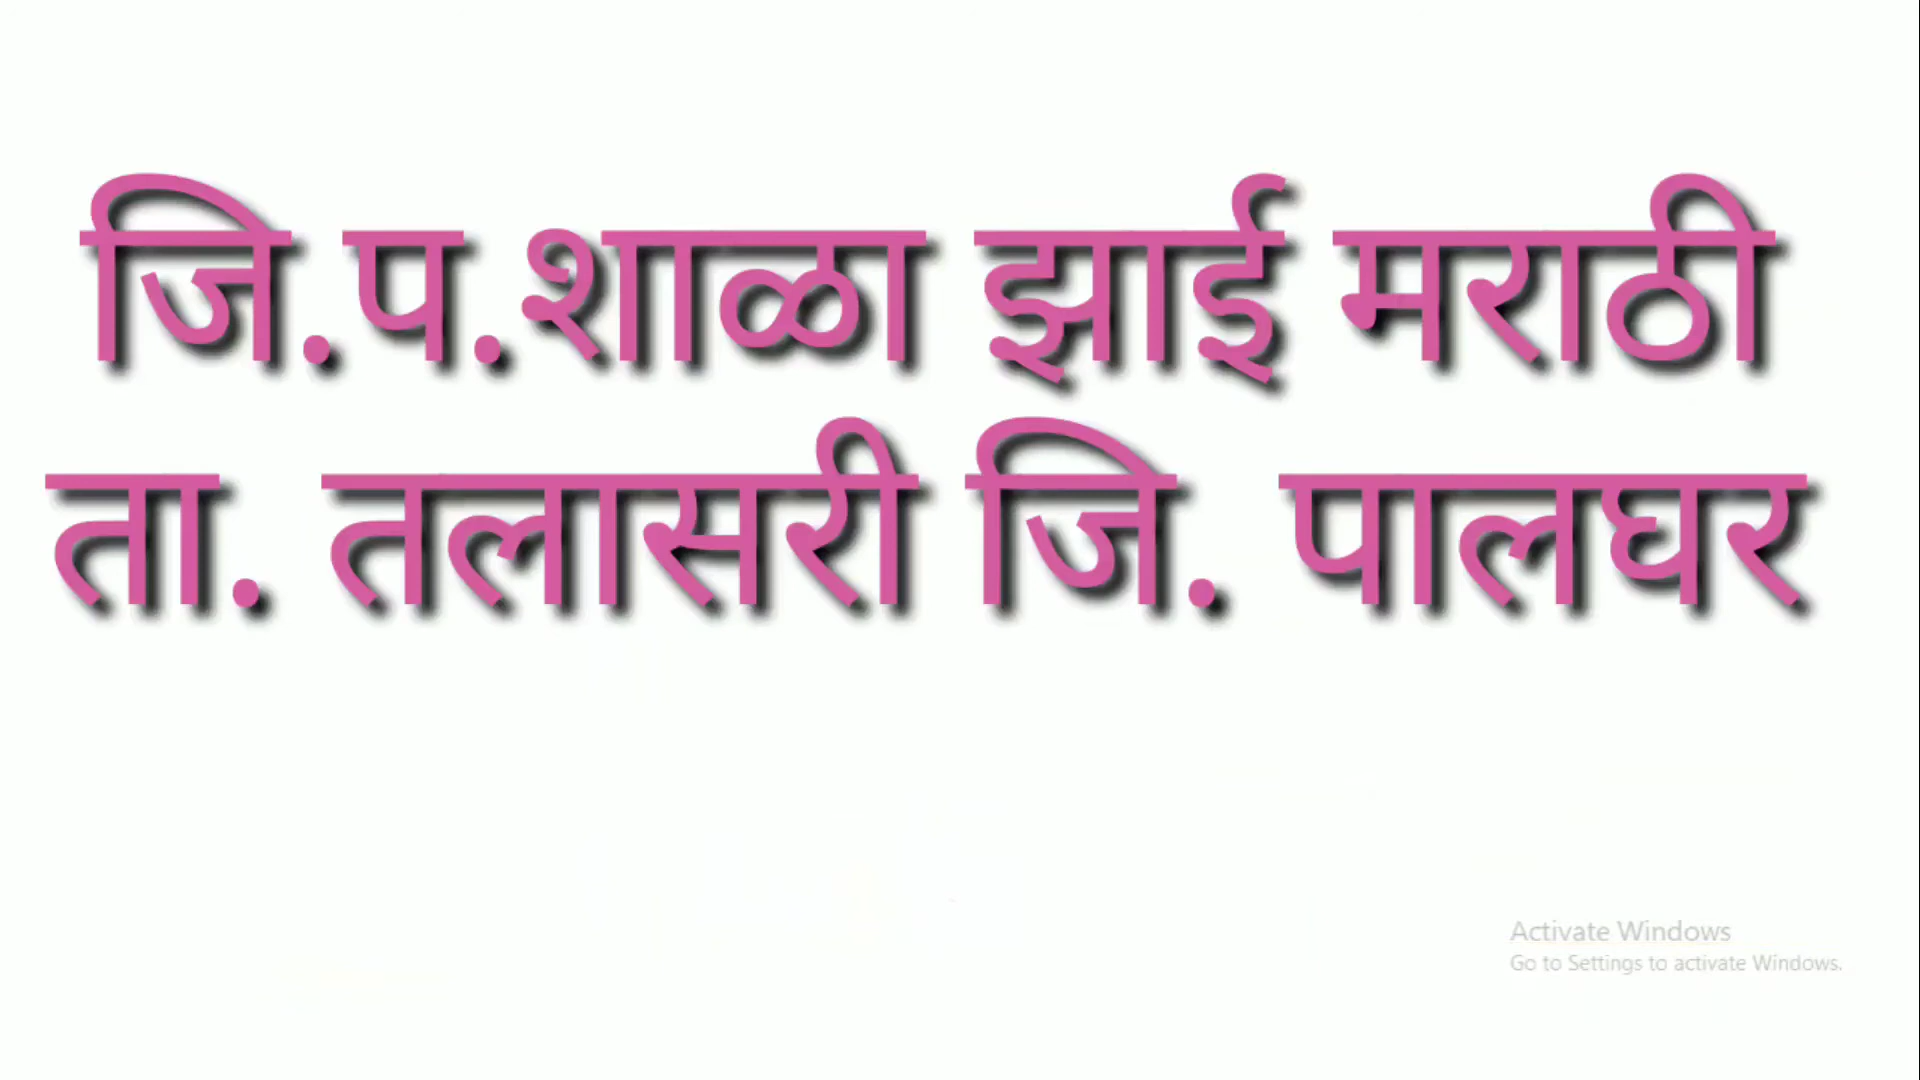 जि.प.शाळा झाई मराठी
ता. तलासरी जि. पालघर
Activate Windows
Go to Settings to activate Windows.